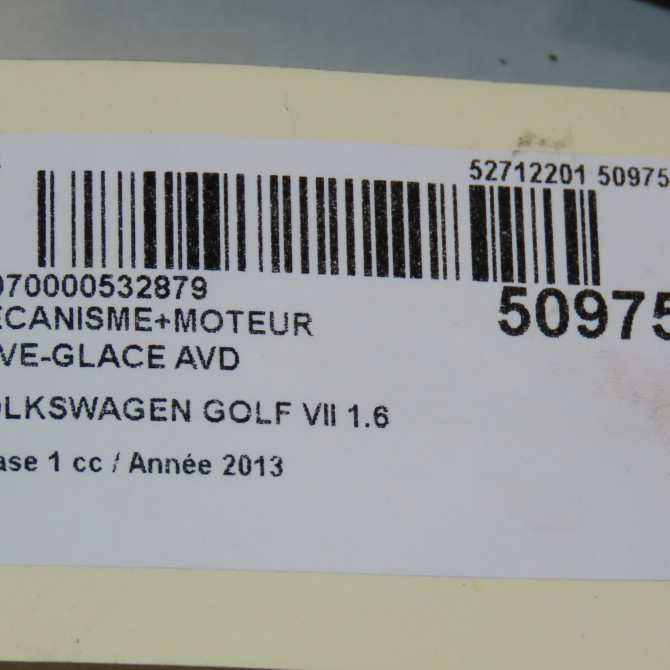 52712201 50975
070000532879
50975
ECANISME+MOTEUR
VE-GLACE AVD
OLKSWAGEN GOLF VII 1.6
ase 1 cc / Année 2013